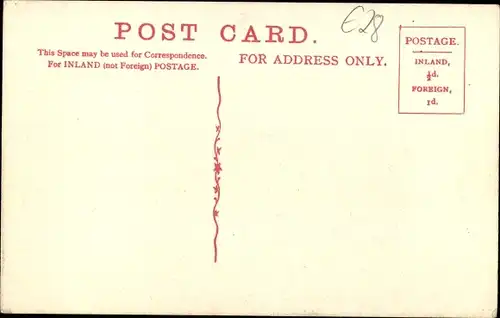 POST CARD.
€28
This Space may be used for Correspondence.
For INLAND (not Foreign) POSTAGE.
FOR ADDRESS ONLY.
POSTAGE.
INLAND,
½d.
FOREIGN,
1d.